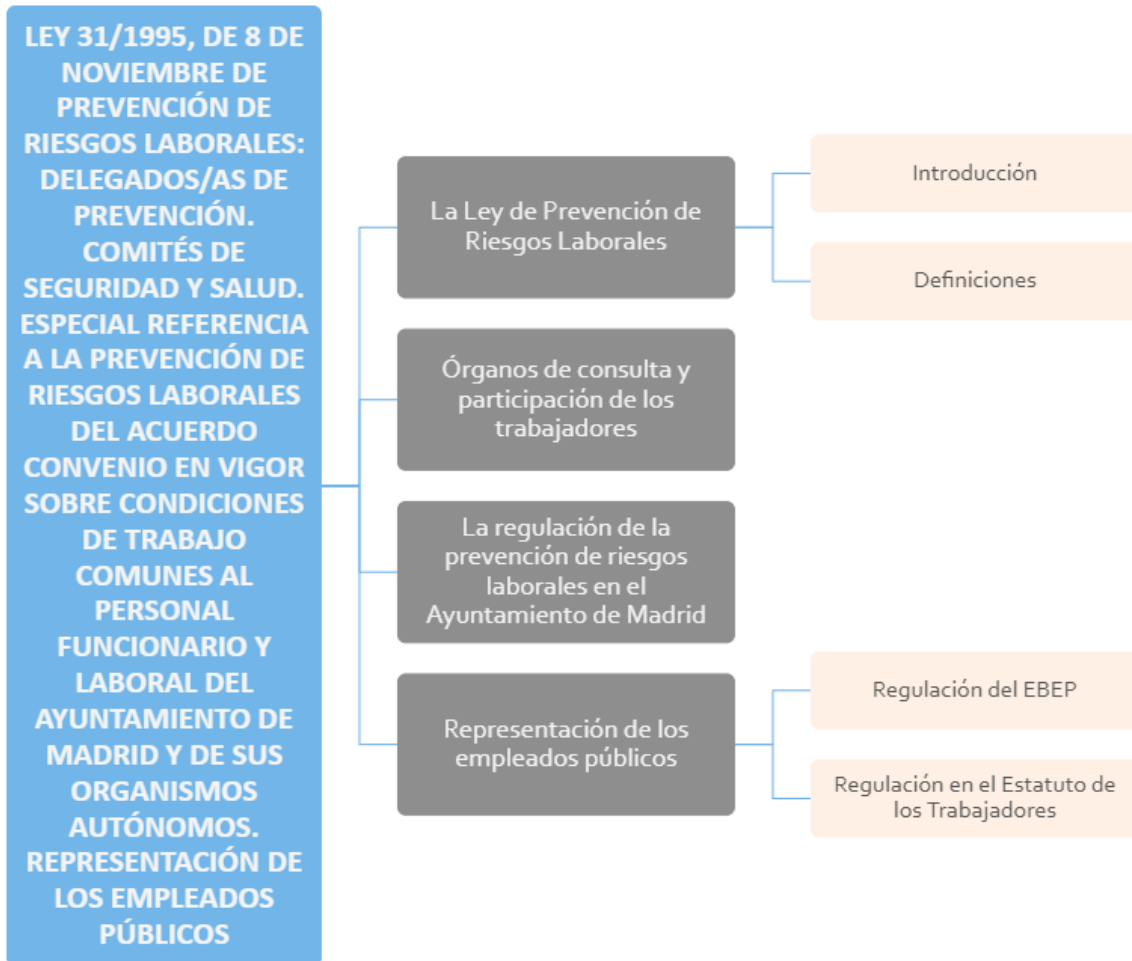 LEY 31/1995, DE 8 DE
NOVIEMBRE DE
PREVENCIÓN DE
RIESGOS LABORALES:
DELEGADOS/AS DE
PREVENCIÓN.
COMITÉS DE
SEGURIDAD Y SALUD.
ESPECIAL REFERENCIA
A LA PREVENCIÓN DE
RIESGOS LABORALES
DEL ACUERDO
CONVENIO EN VIGOR
SOBRE CONDICIONES
DE TRABAJO
COMUNES AL
PERSONAL
FUNCIONARIO Y
LABORAL DEL
AYUNTAMIENTO DE
MADRID Y DE SUS
ORGANISMOS
AUTÓNOMOS.
REPRESENTACIÓN DE
LOS EMPLEADOS
PÚBLICOS
La Ley de Prevención de
Riesgos Laborales
Introducción
Definiciones
Órganos de consulta y
participación de los
trabajadores
La regulación de la
prevención de riesgos
laborales en el
Ayuntamiento de Madrid
Representación de los
empleados públicos
Regulación del EBEP
Regulación en el Estatuto de
los Trabajadores